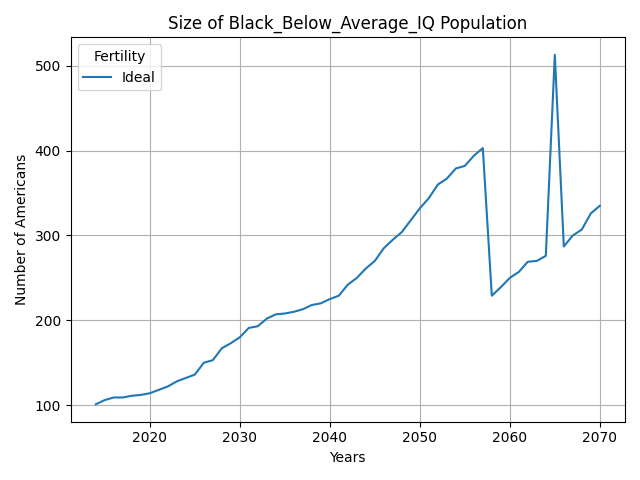 Size of Black_Below_Average_IQ Population
Fertility
Ideal
Number of Americans
500
400
300
200
100
2020 2030 2040 2050 2060 2070
Years